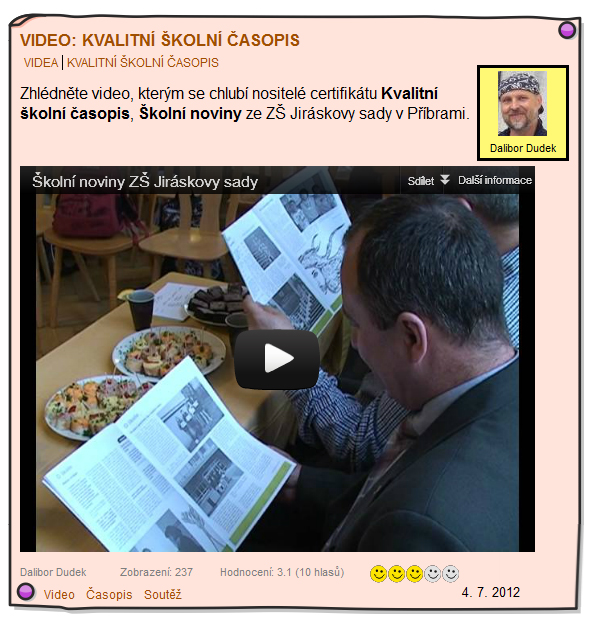 VIDEO: KVALITNÍ ŠKOLNÍ ČASOPIS
VIDEA | KVALITNÍ ŠKOLNÍ ČASOPIS
Zhlédněte video, kterým se chlubí nositelé certifikátu Kvalitní
školní časopis, Školní noviny ze ZŠ Jiráskovy sady v Příbrami.
Dalibor Dudek
Školní noviny ZŠ Jiráskovy sady
Sdílet
Další informace
Dalibor Dudek
Zobrazení: 237
Hodnocení: 3.1 (10 hlasů)
Video Časopis Soutěž
4. 7. 2012